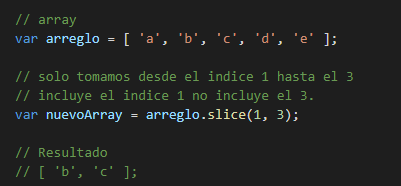 // array
var arreglo = [ 'a', 'b', 'c', 'd', 'e' ];
// solo tomamos desde el indice 1 hasta el 3
// incluye el indice 1 no incluye el 3.
var nuevoArray = arreglo.slice(1, 3);
// Resultado
// [ 'b', 'c' ];